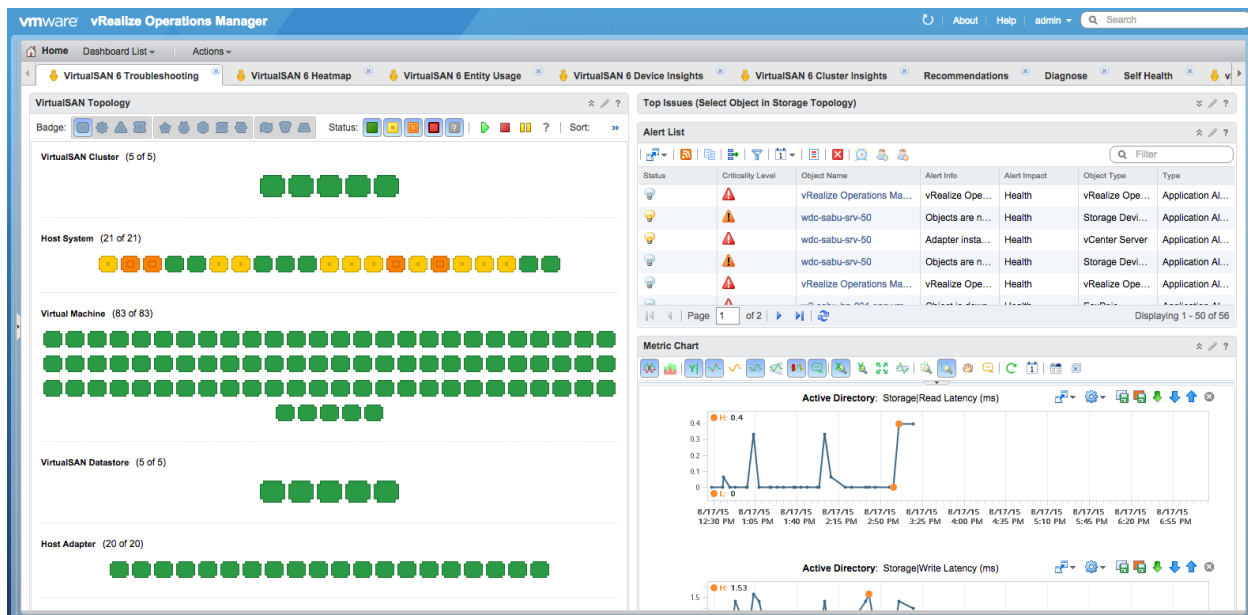 vmware vRealize Operations Manager
About Help admin Search
Home Dashboard List Actions
VirtualSAN 6 Troubleshooting VirtualSAN 6 Heatmap VirtualSAN 6 Entity Usage VirtualSAN 6 Device Insights VirtualSAN 6 Cluster Insights Recommendations Diagnose Self Health
VirtualSAN Topology ?
Badge: Status: ? ? Sort: »
VirtualSAN Cluster (5 of 5)
Host System (21 of 21)
Virtual Machine (83 of 83)
VirtualSAN Datastore (5 of 5)
Host Adapter (20 of 20)
Top Issues (Select Object in Storage Topology) ?
Alert List ?
Filter
Status Criticality Level Object Name Alert Info Alert Impact Object Type Type
vRealize Operations Ma... vRealize Ope... Health vRealize Ope... Application Al...
wdc-sabu-srv-50 Objects are n... Health Storage Devi... Application Al...
wdc-sabu-srv-50 Adapter insta... Health vCenter Server Application Al...
wdc-sabu-srv-50 Objects are n... Health Storage Devi... Application Al...
vRealize Operations Ma... vRealize Ope... Health vRealize Ope... Application Al...
Page 1 of 2 Displaying 1 - 50 of 56
Metric Chart ?
Active Directory: Storage|Read Latency (ms)
H: 0.4
0.4
0.3
0.2
0.1
0
L: 0
8/17/15 8/17/15 8/17/15 8/17/15 8/17/15 8/17/15 8/17/15 8/17/15 8/17/15 8/17/15 8/17/15 8/17/15
12:30 PM 1:05 PM 1:40 PM 2:15 PM 2:50 PM 3:25 PM 4:00 PM 4:35 PM 5:10 PM 5:45 PM 6:20 PM 6:55 PM
Active Directory: Storage|Write Latency (ms)
H: 1.53
1.5